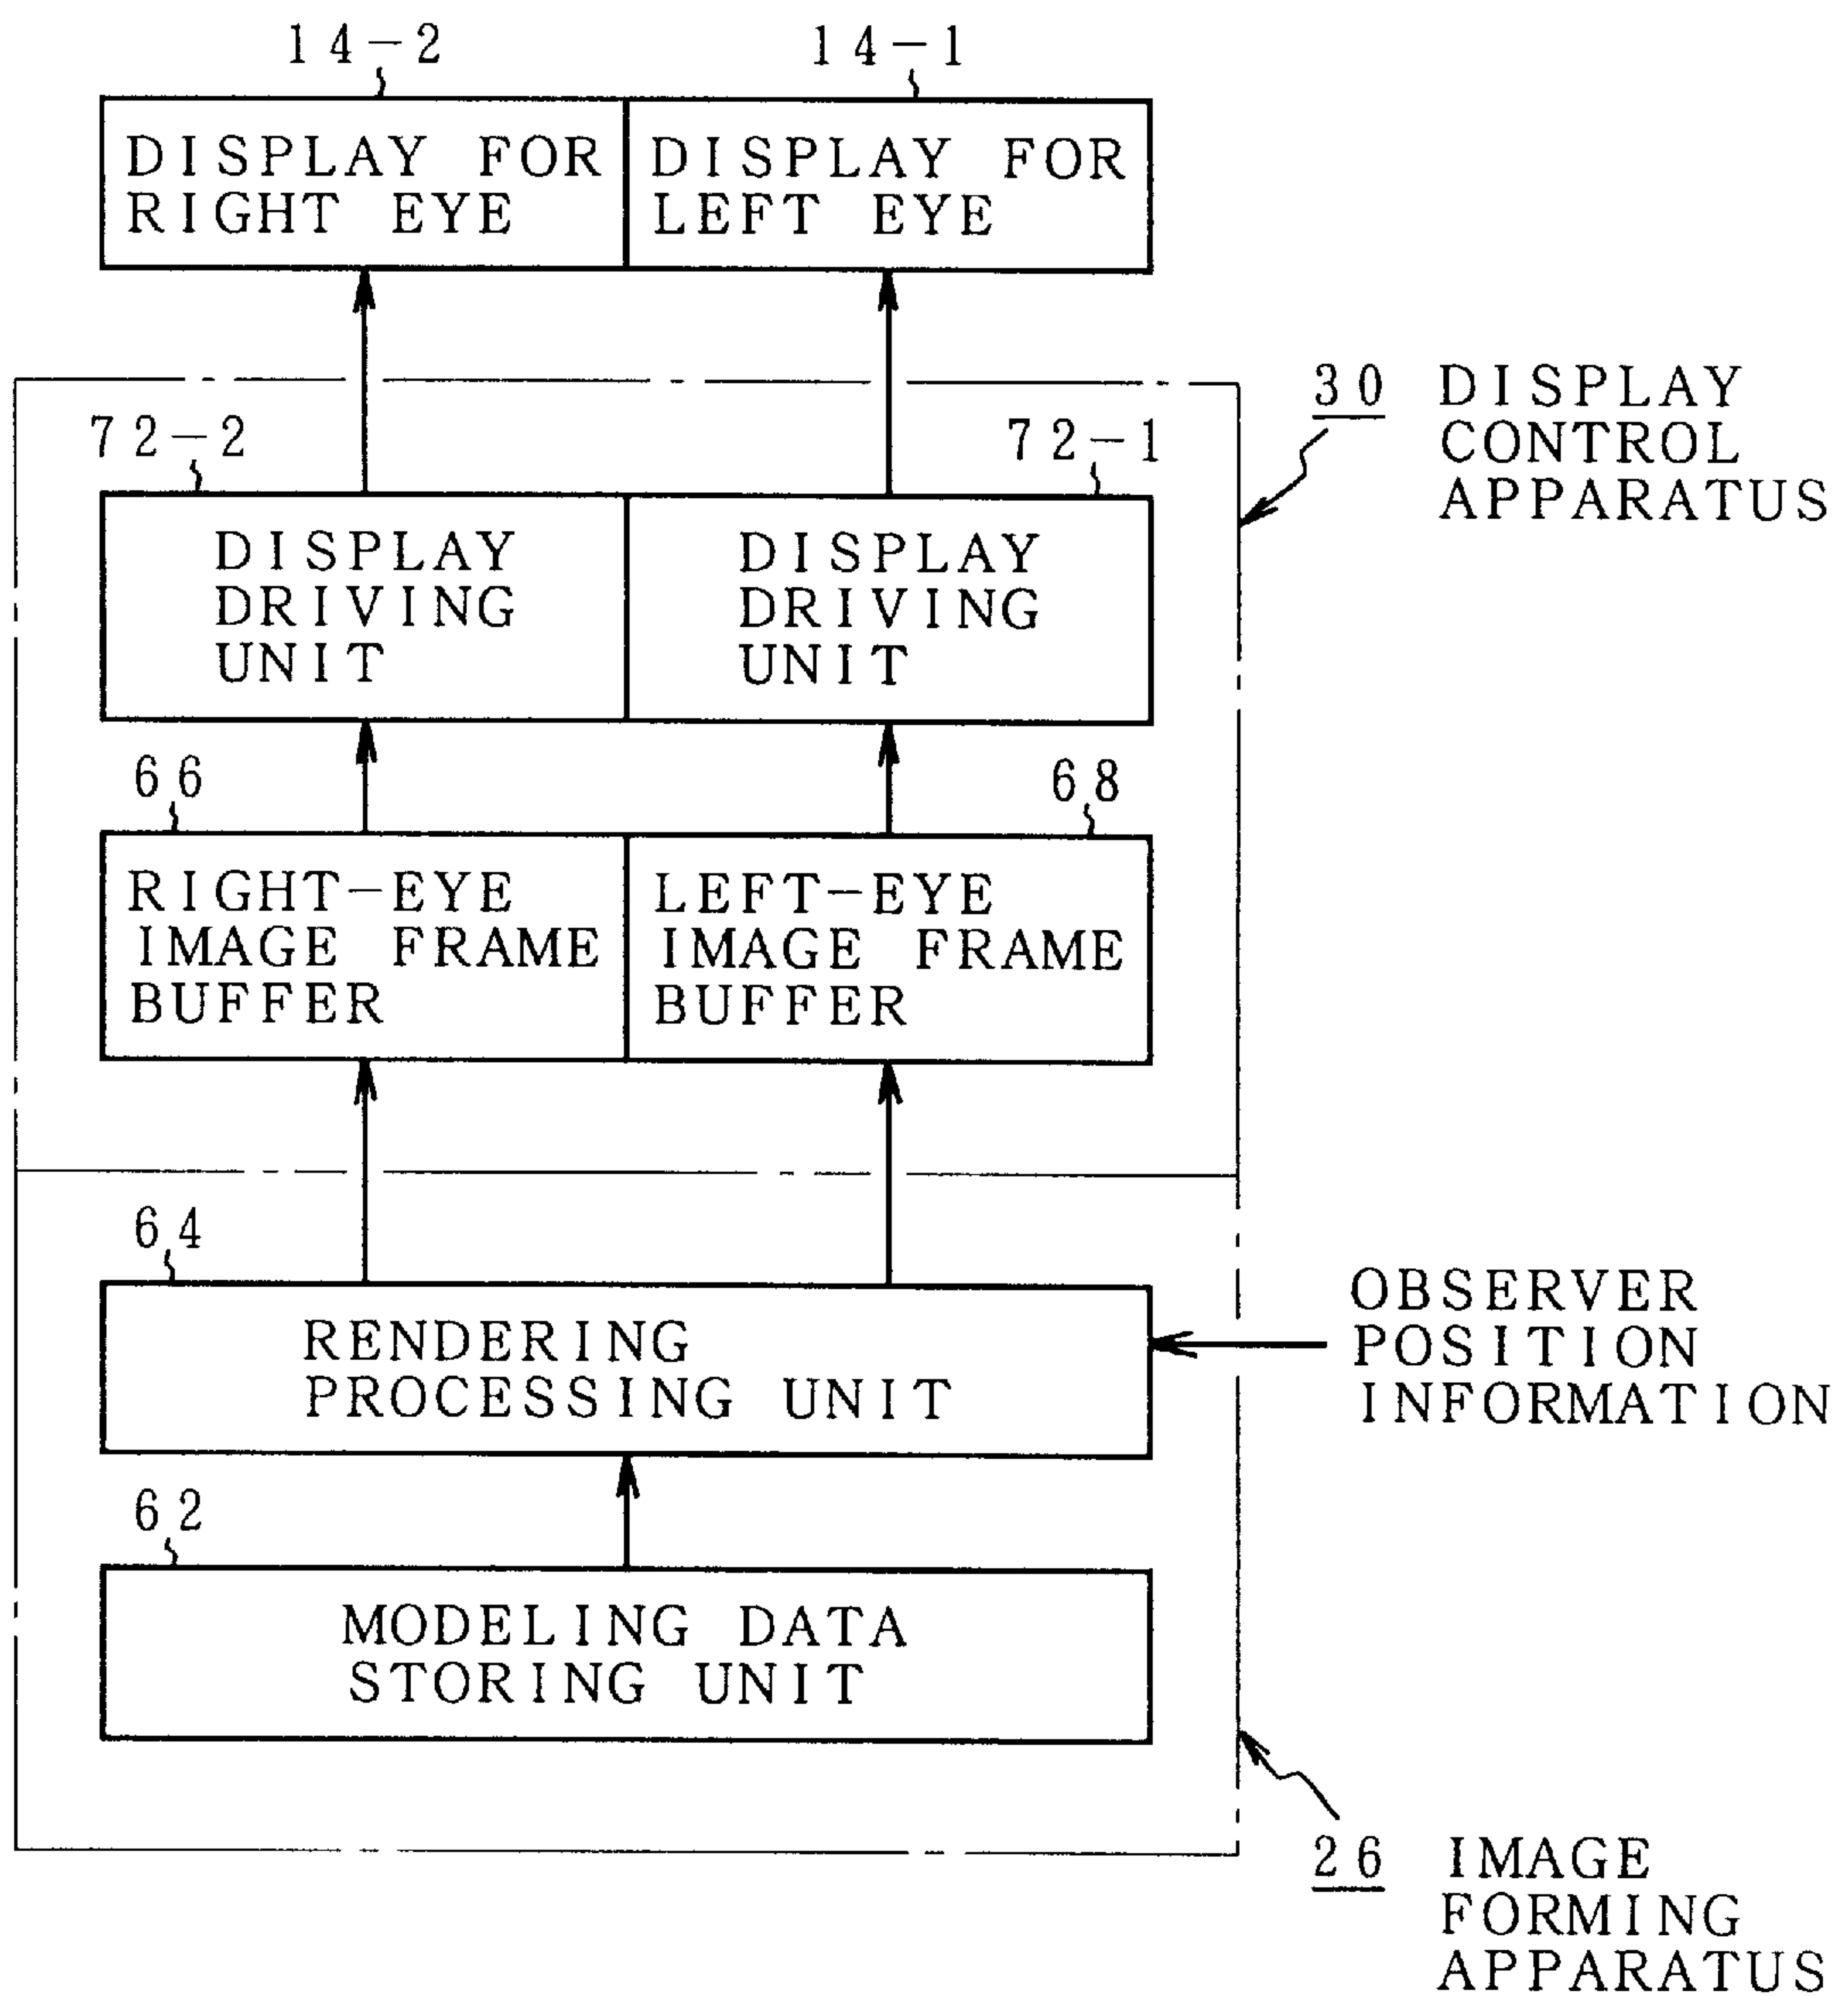 14-2
14-1
DISPLAY FOR
RIGHT EYE
DISPLAY FOR
LEFT EYE
30 DISPLAY
CONTROL
APPARATUS
72-2
72-1
DISPLAY
DRIVING
UNIT
DISPLAY
DRIVING
UNIT
66
68
RIGHT-EYE
IMAGE FRAME
BUFFER
LEFT-EYE
IMAGE FRAME
BUFFER
64
RENDERING
PROCESSING UNIT
OBSERVER
POSITION
INFORMATION
62
MODELING DATA
STORING UNIT
26 IMAGE
FORMING
APPARATUS